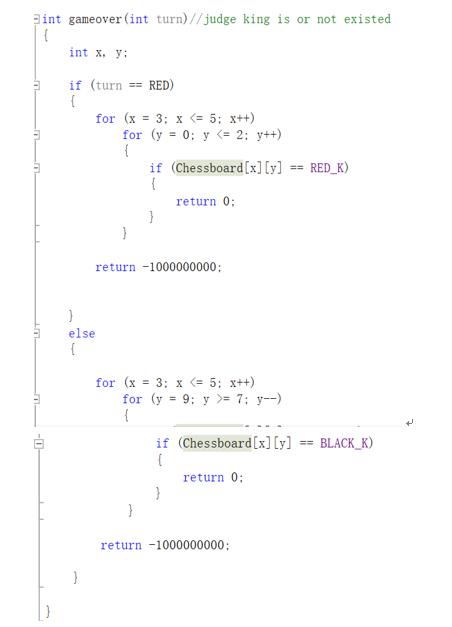 int gameover(int turn)//judge king is or not existed
{
int x, y;
if (turn == RED)
{
for (x = 3; x <= 5; x++)
for (y = 0; y <= 2; y++)
{
if (Chessboard[x][y] == RED_K)
{
return 0;
}
}
return -1000000000;
}
else
{
for (x = 3; x <= 5; x++)
for (y = 9; y >= 7; y--)
{
if (Chessboard[x][y] == BLACK_K)
{
return 0;
}
}
return -1000000000;
}
}